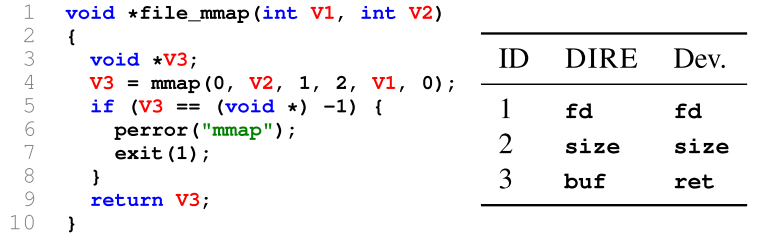 1 void *file_mmap(int V1, int V2)
2 {
3 void *V3;
4 V3 = mmap(0, V2, 1, 2, V1, 0);
5 if (V3 == (void *) -1) {
6 perror("mmap");
7 exit(1);
8 }
9 return V3;
10 }
ID DIRE Dev.
1 fd fd
2 size size
3 buf ret